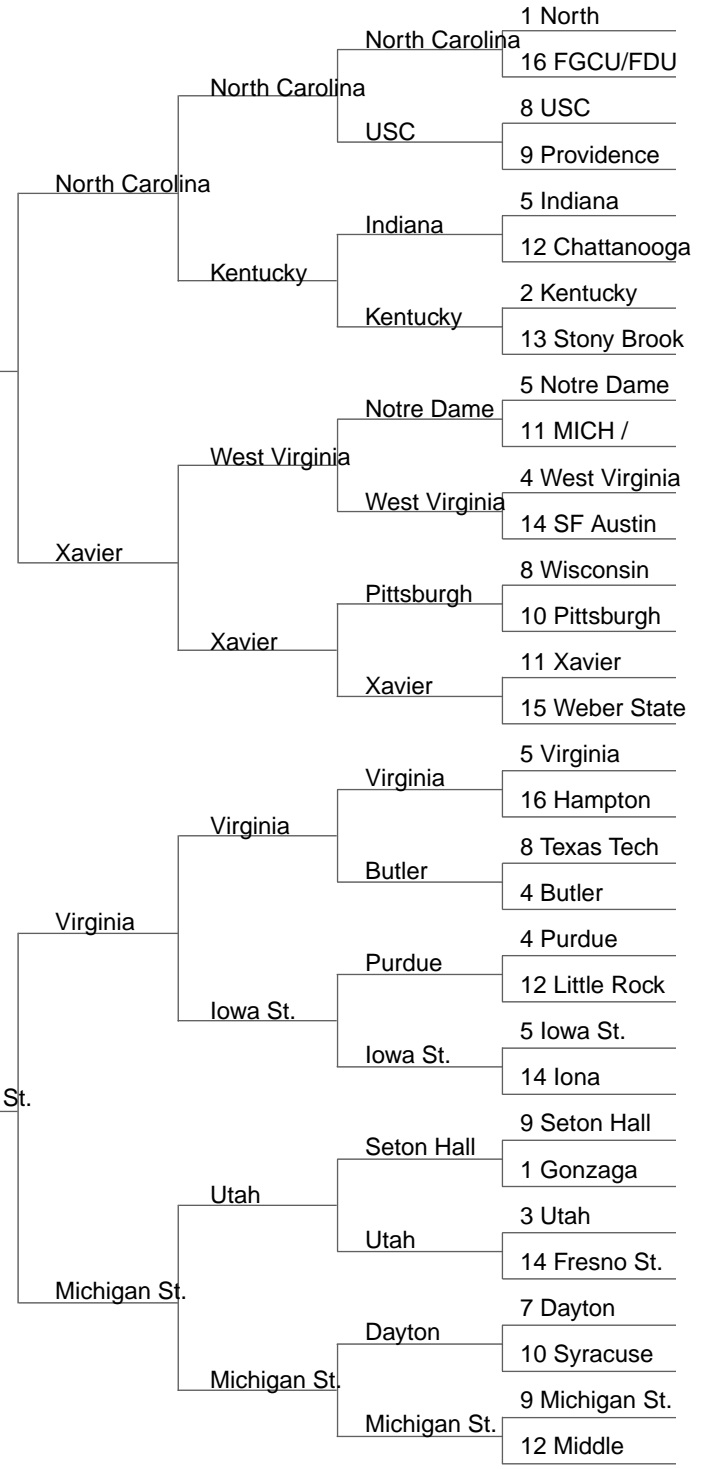 1 North
North Carolina
16 FGCU/FDU
North Carolina
8 USC
USC
9 Providence
North Carolina
5 Indiana
Indiana
12 Chattanooga
Kentucky
2 Kentucky
Kentucky
13 Stony Brook
5 Notre Dame
Notre Dame
11 MICH /
West Virginia
4 West Virginia
West Virginia
14 SF Austin
Xavier
8 Wisconsin
Pittsburgh
10 Pittsburgh
Xavier
11 Xavier
Xavier
15 Weber State
5 Virginia
Virginia
16 Hampton
Virginia
8 Texas Tech
Butler
4 Butler
Virginia
4 Purdue
Purdue
12 Little Rock
Iowa St.
5 Iowa St.
Iowa St.
14 Iona
St.
9 Seton Hall
Seton Hall
1 Gonzaga
Utah
3 Utah
Utah
14 Fresno St.
Michigan St.
7 Dayton
Dayton
10 Syracuse
Michigan St.
9 Michigan St.
Michigan St.
12 Middle